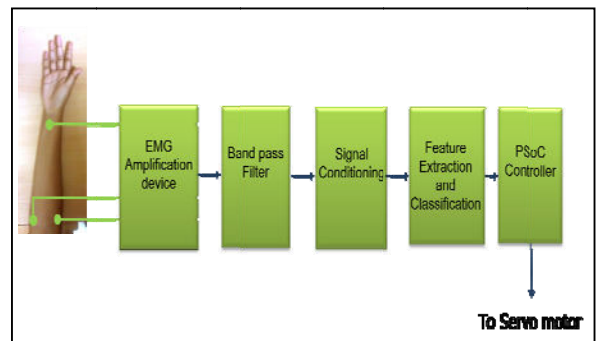 EMG
Amplification
device
Band pass
Filter
Signal
Conditioning
Feature
Extraction
and
Classification
PSoC
Controller
To Servo motor